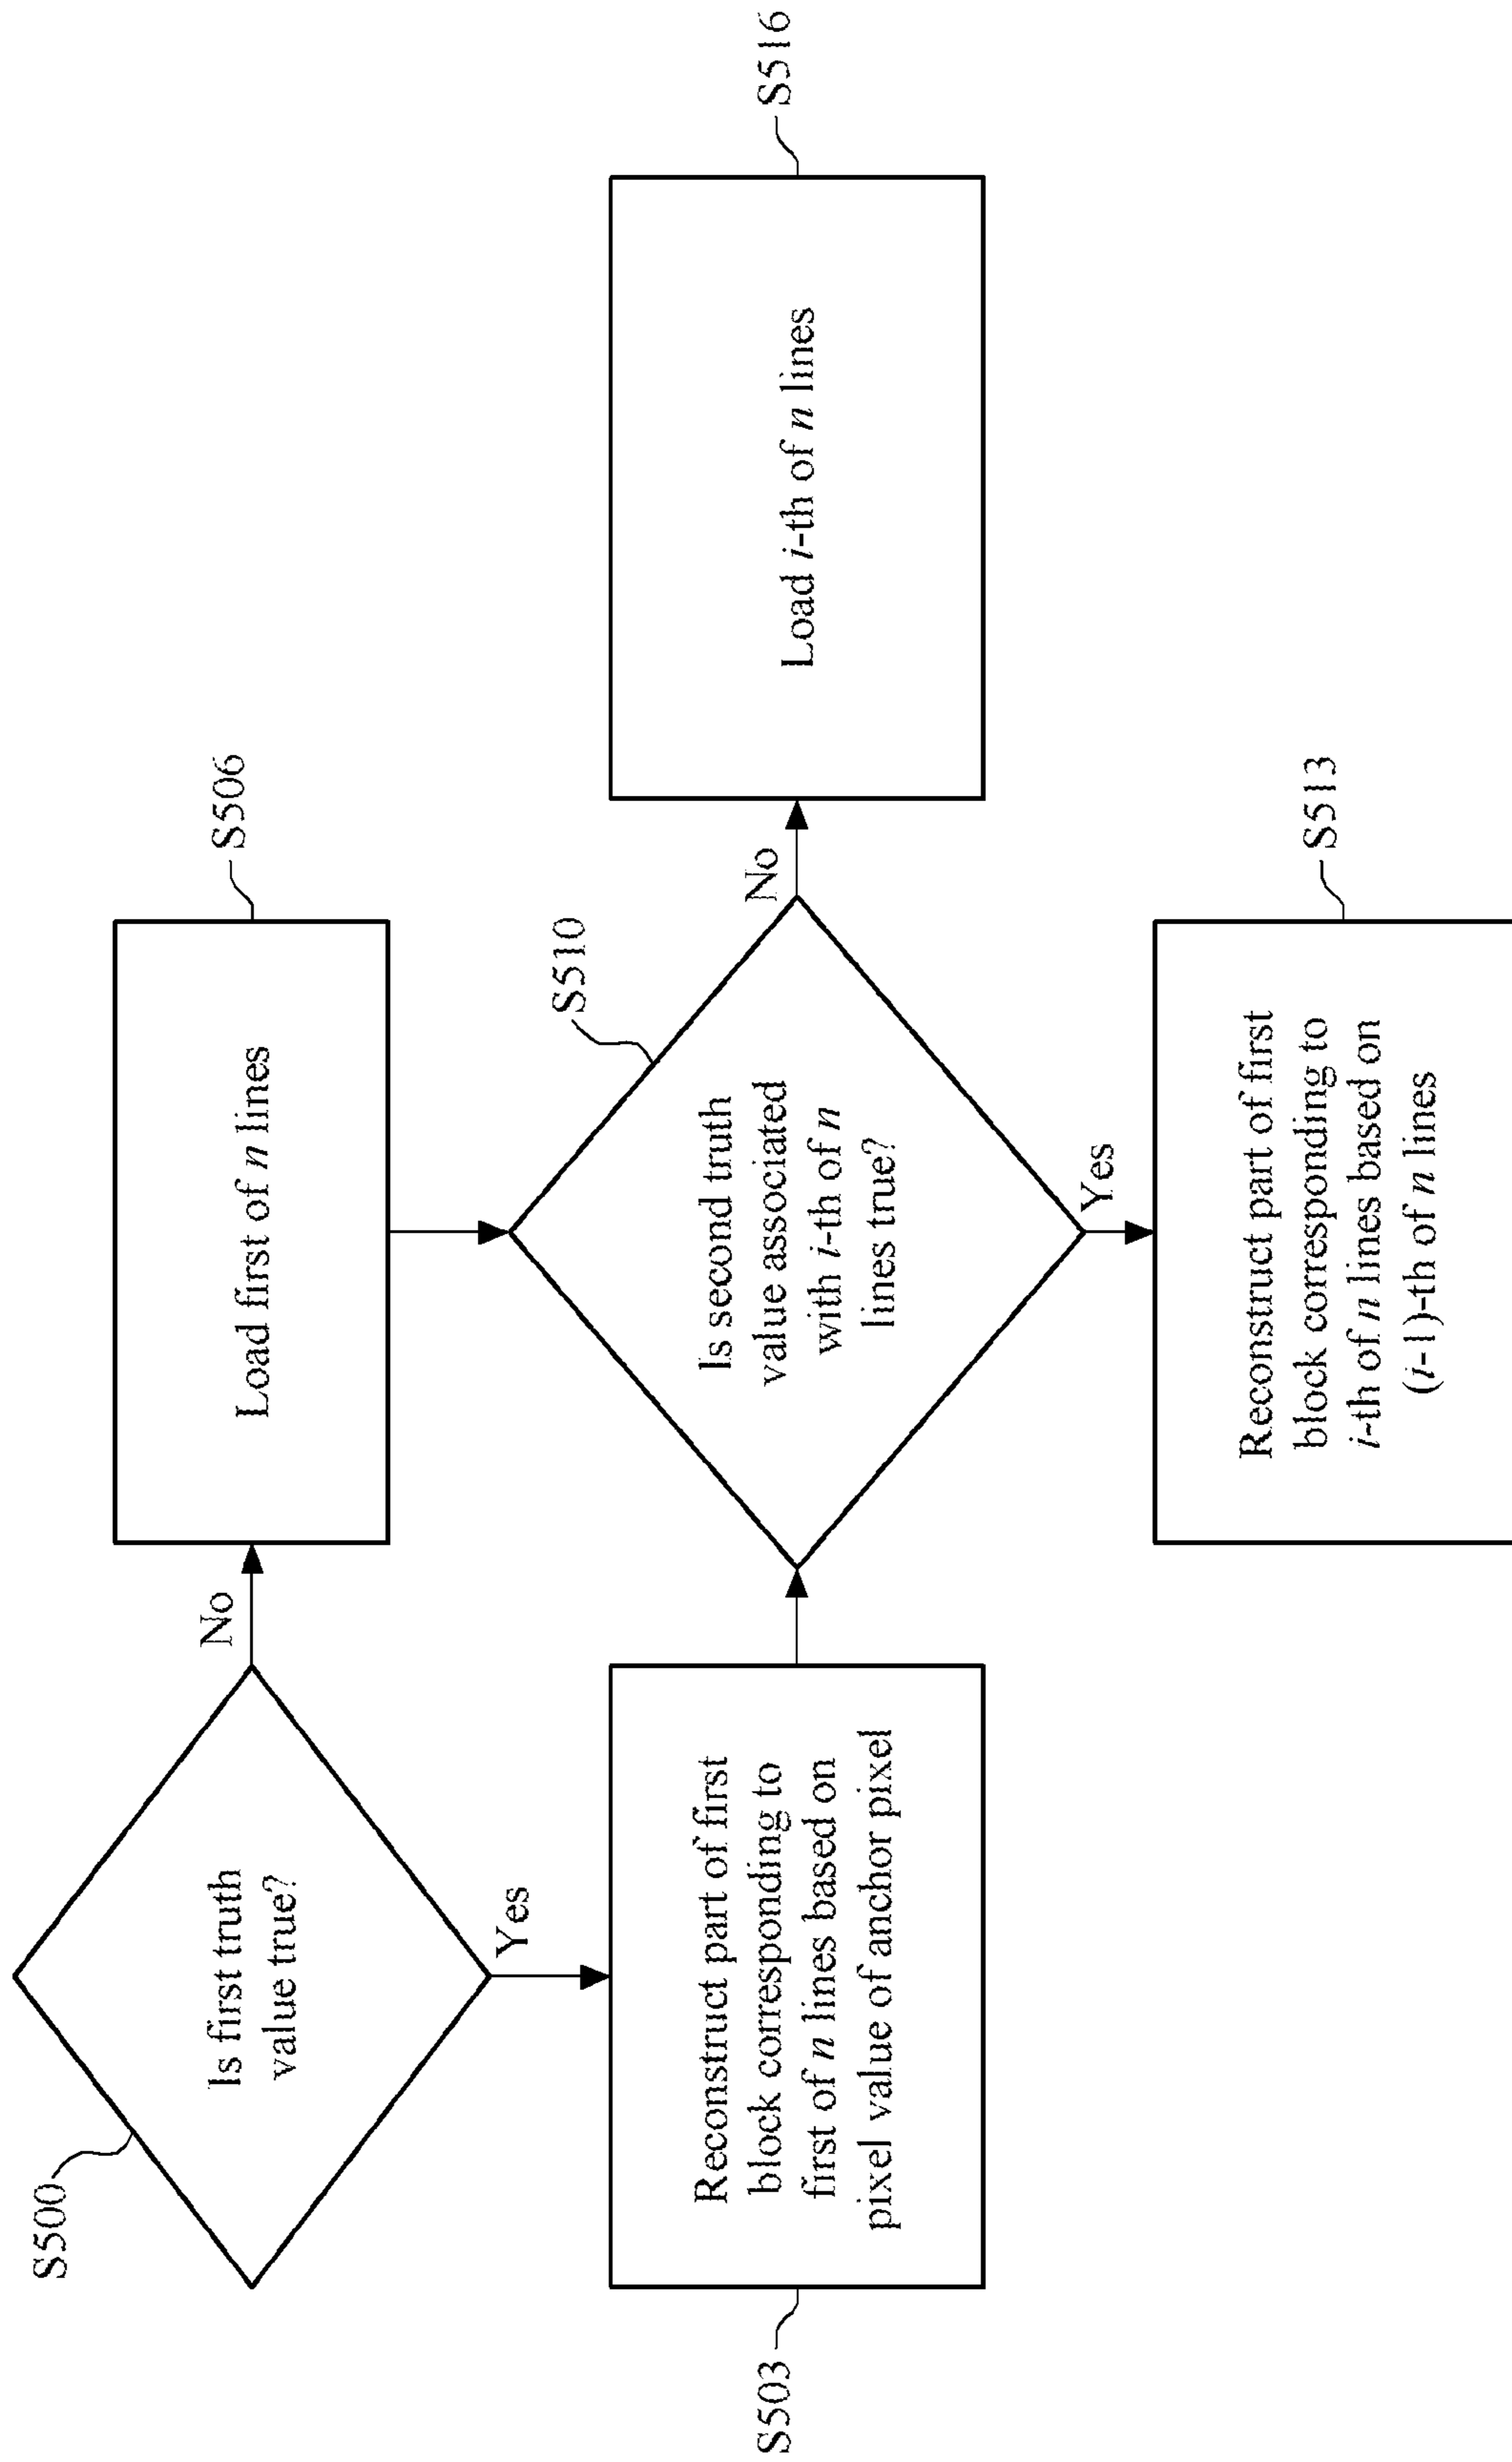 S500
Is first truth
value true?
No
Yes
S506
Load first of n lines
S503
Reconstruct part of first
block corresponding to
first of n lines based on
pixel value of anchor pixel
S510
Is second truth
value associated
with i-th of n
lines true?
No
Yes
S516
Load i-th of n lines
S513
Reconstruct part of first
block corresponding to
i-th of n lines based on
(i-1)-th of n lines